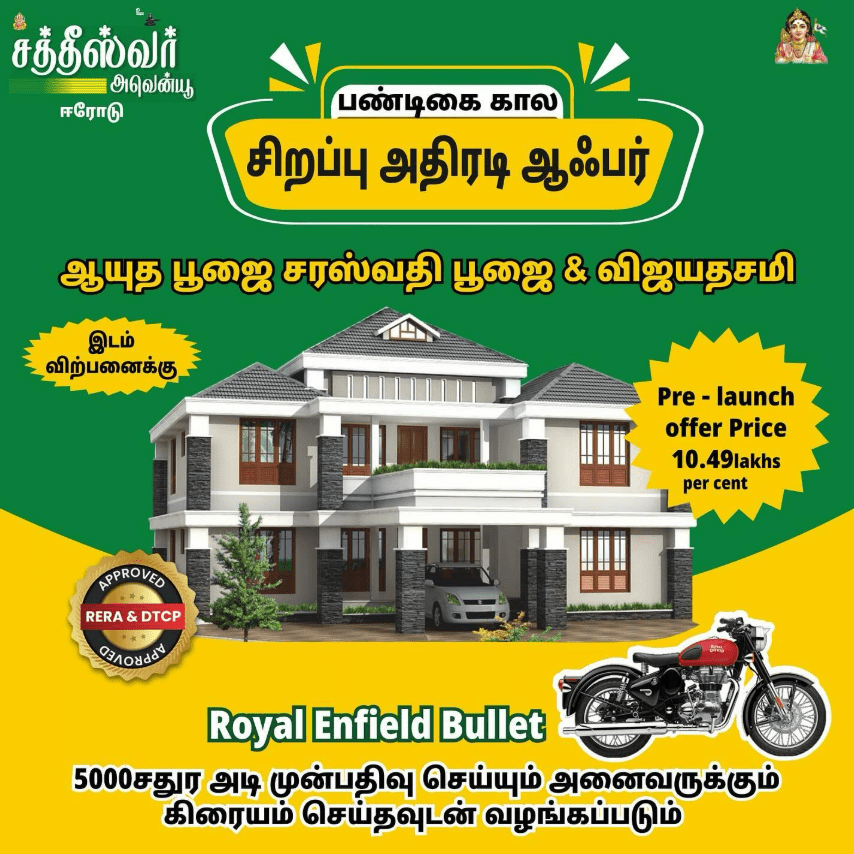 சத்தீஸ்வர்
அவென்யூ
ஈரோடு
பண்டிகை கால
சிறப்பு அதிரடி ஆஃபர்
ஆயுத பூஜை சரஸ்வதி பூஜை & விஜயதசமி
இடம்
விற்பனைக்கு
Pre - launch
offer Price
10.49lakhs
per cent
APPROVED
RERA & DTCP
APPROVED
Royal Enfield Bullet
5000சதுர அடி முன்பதிவு செய்யும் அனைவருக்கும்
கிரையம் செய்தவுடன் வழங்கப்படும்